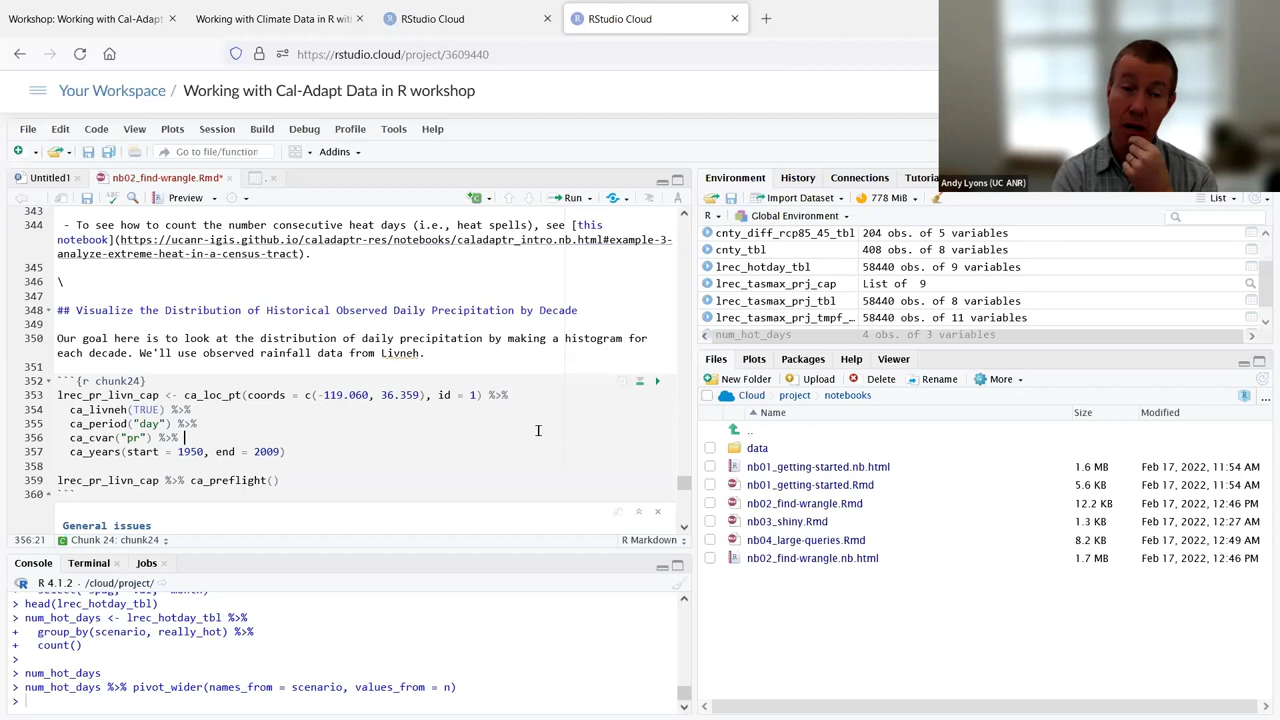 Workshop: Working with Cal-Adapt
Working with Climate Data in R wit
RStudio Cloud
RStudio Cloud
https://rstudio.cloud/project/3609440
Your Workspace / Working with Cal-Adapt Data in R workshop
File Edit Code View Plots Session Build Debug Profile Tools Help
Go to file/function
Addins
Untitled1
nb02_find-wrangle.Rmd*
Preview
Run
343
344 - To see how to count the number consecutive heat days (i.e., heat spells), see [this
notebook](https://ucanr-igis.github.io/caladaptr-res/notebooks/caladaptr_intro.nb.html#example-3-
analyze-extreme-heat-in-a-census-tract).
345
346 \
347
348 ## Visualize the Distribution of Historical Observed Daily Precipitation by Decade
349
350 Our goal here is to look at the distribution of daily precipitation by making a histogram for
each decade. We'll use observed rainfall data from Livneh.
351
352 ```{r chunk24}
353 lrec_pr_livn_cap <- ca_loc_pt(coords = c(-119.060, 36.359), id = 1) %>%
354 ca_livneh(TRUE) %>%
355 ca_period("day") %>%
356 ca_cvar("pr") %>%
357 ca_years(start = 1950, end = 2009)
358
359 lrec_pr_livn_cap %>% ca_preflight()
360 ```
General issues
356:21 Chunk 24: chunk24 R Markdown
Console Terminal Jobs
R 4.1.2 · /cloud/project/
> head(lrec_hotday_tbl)
> num_hot_days <- lrec_hotday_tbl %>%
+ group_by(scenario, really_hot) %>%
+ count()
>
> num_hot_days
> num_hot_days %>% pivot_wider(names_from = scenario, values_from = n)
>
Andy Lyons (UC ANR)
Environment History Connections Tutoria
Import Dataset 778 MiB List
R Global Environment
cnty_diff_rcp85_45_tbl 204 obs. of 5 variables
cnty_tbl 408 obs. of 8 variables
lrec_hotday_tbl 58440 obs. of 9 variables
lrec_tasmax_prj_cap List of 9
lrec_tasmax_prj_tbl 58440 obs. of 8 variables
lrec_tasmax_prj_tmpf_… 58440 obs. of 11 variables
num_hot_days 4 obs. of 3 variables
Files Plots Packages Help Viewer
New Folder Upload Delete Rename More
Cloud project notebooks
Name Size Modified
..
data
nb01_getting-started.nb.html 1.6 MB Feb 17, 2022, 11:54 AM
nb01_getting-started.Rmd 5.6 KB Feb 17, 2022, 11:54 AM
nb02_find-wrangle.Rmd 12.2 KB Feb 17, 2022, 12:46 PM
nb03_shiny.Rmd 1.3 KB Feb 17, 2022, 12:27 AM
nb04_large-queries.Rmd 8.2 KB Feb 17, 2022, 12:49 AM
nb02_find-wrangle.nb.html 1.7 MB Feb 17, 2022, 12:46 PM